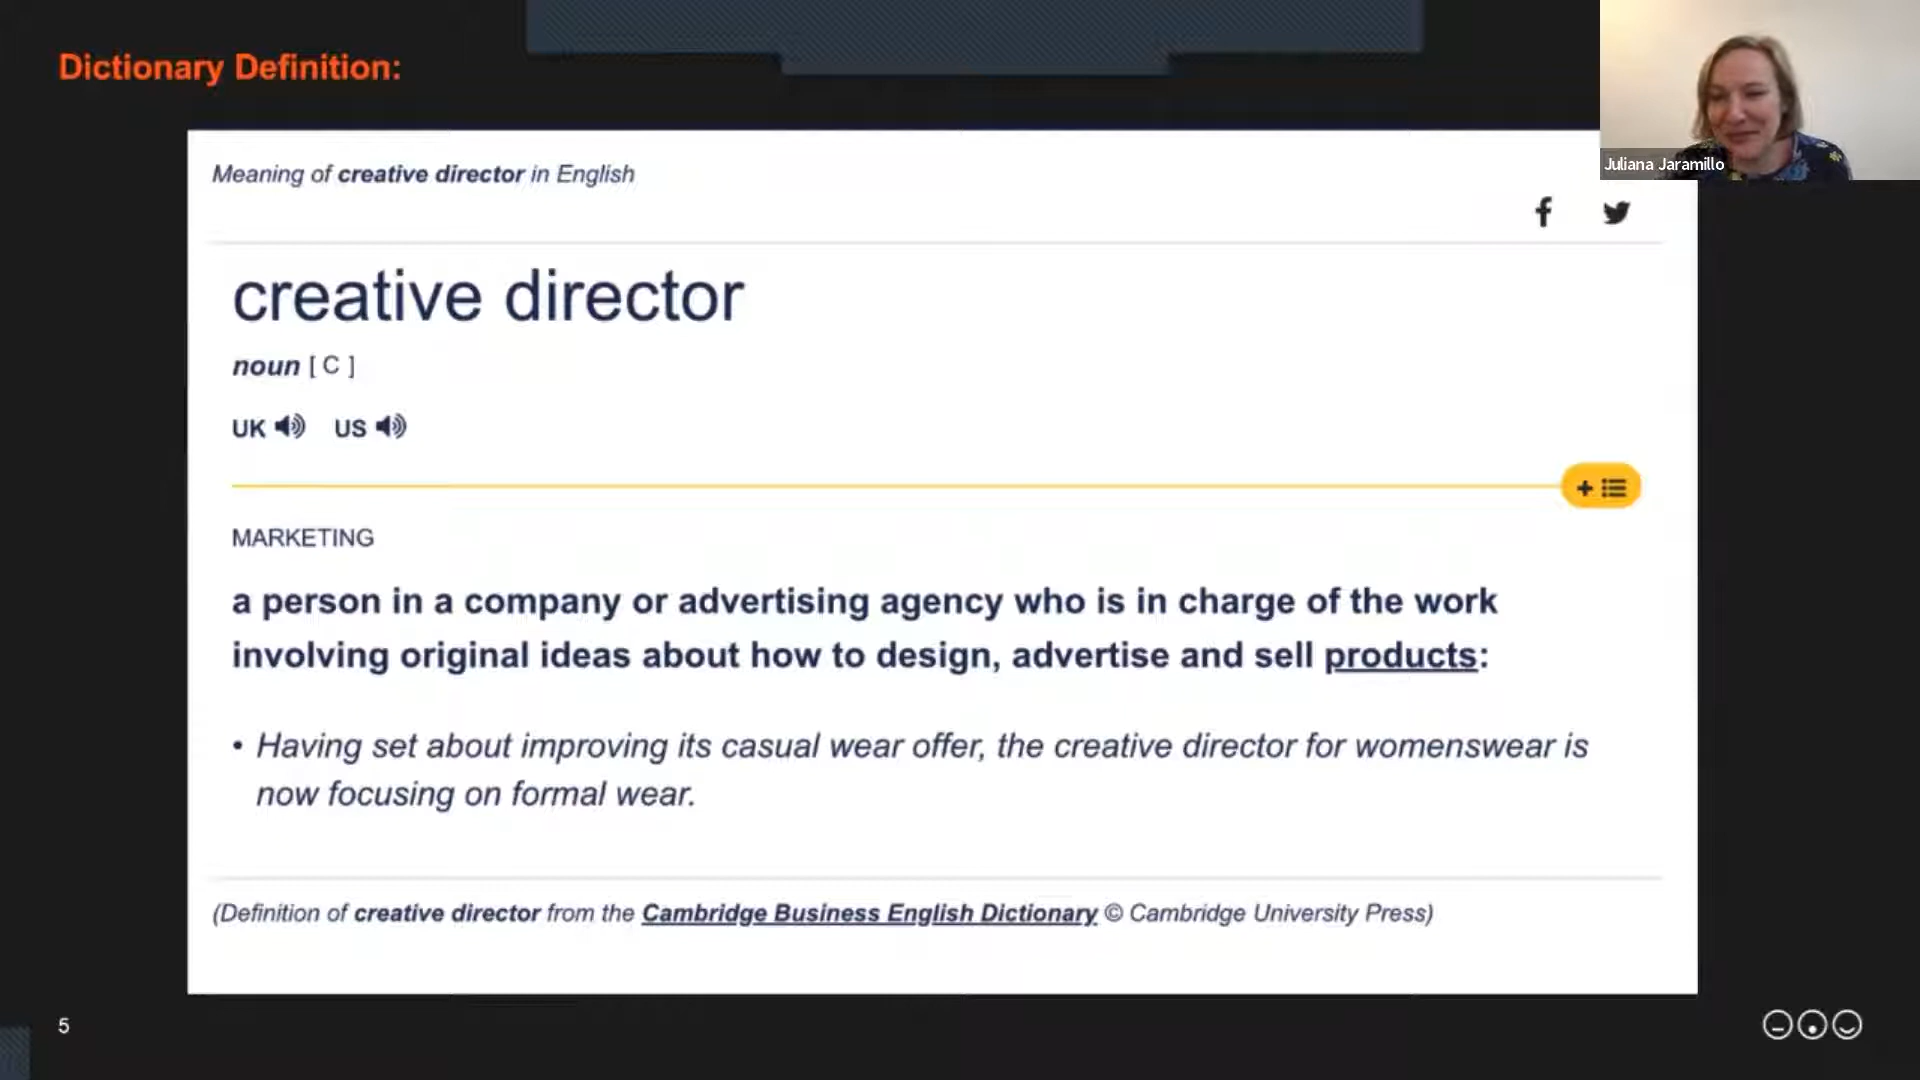 Dictionary Definition:
Juliana Jaramillo
Meaning of creative director in English
creative director
noun [ C ]
UK US
MARKETING
a person in a company or advertising agency who is in charge of the work
involving original ideas about how to design, advertise and sell products:
• Having set about improving its casual wear offer, the creative director for womenswear is
now focusing on formal wear.
(Definition of creative director from the Cambridge Business English Dictionary © Cambridge University Press)
5